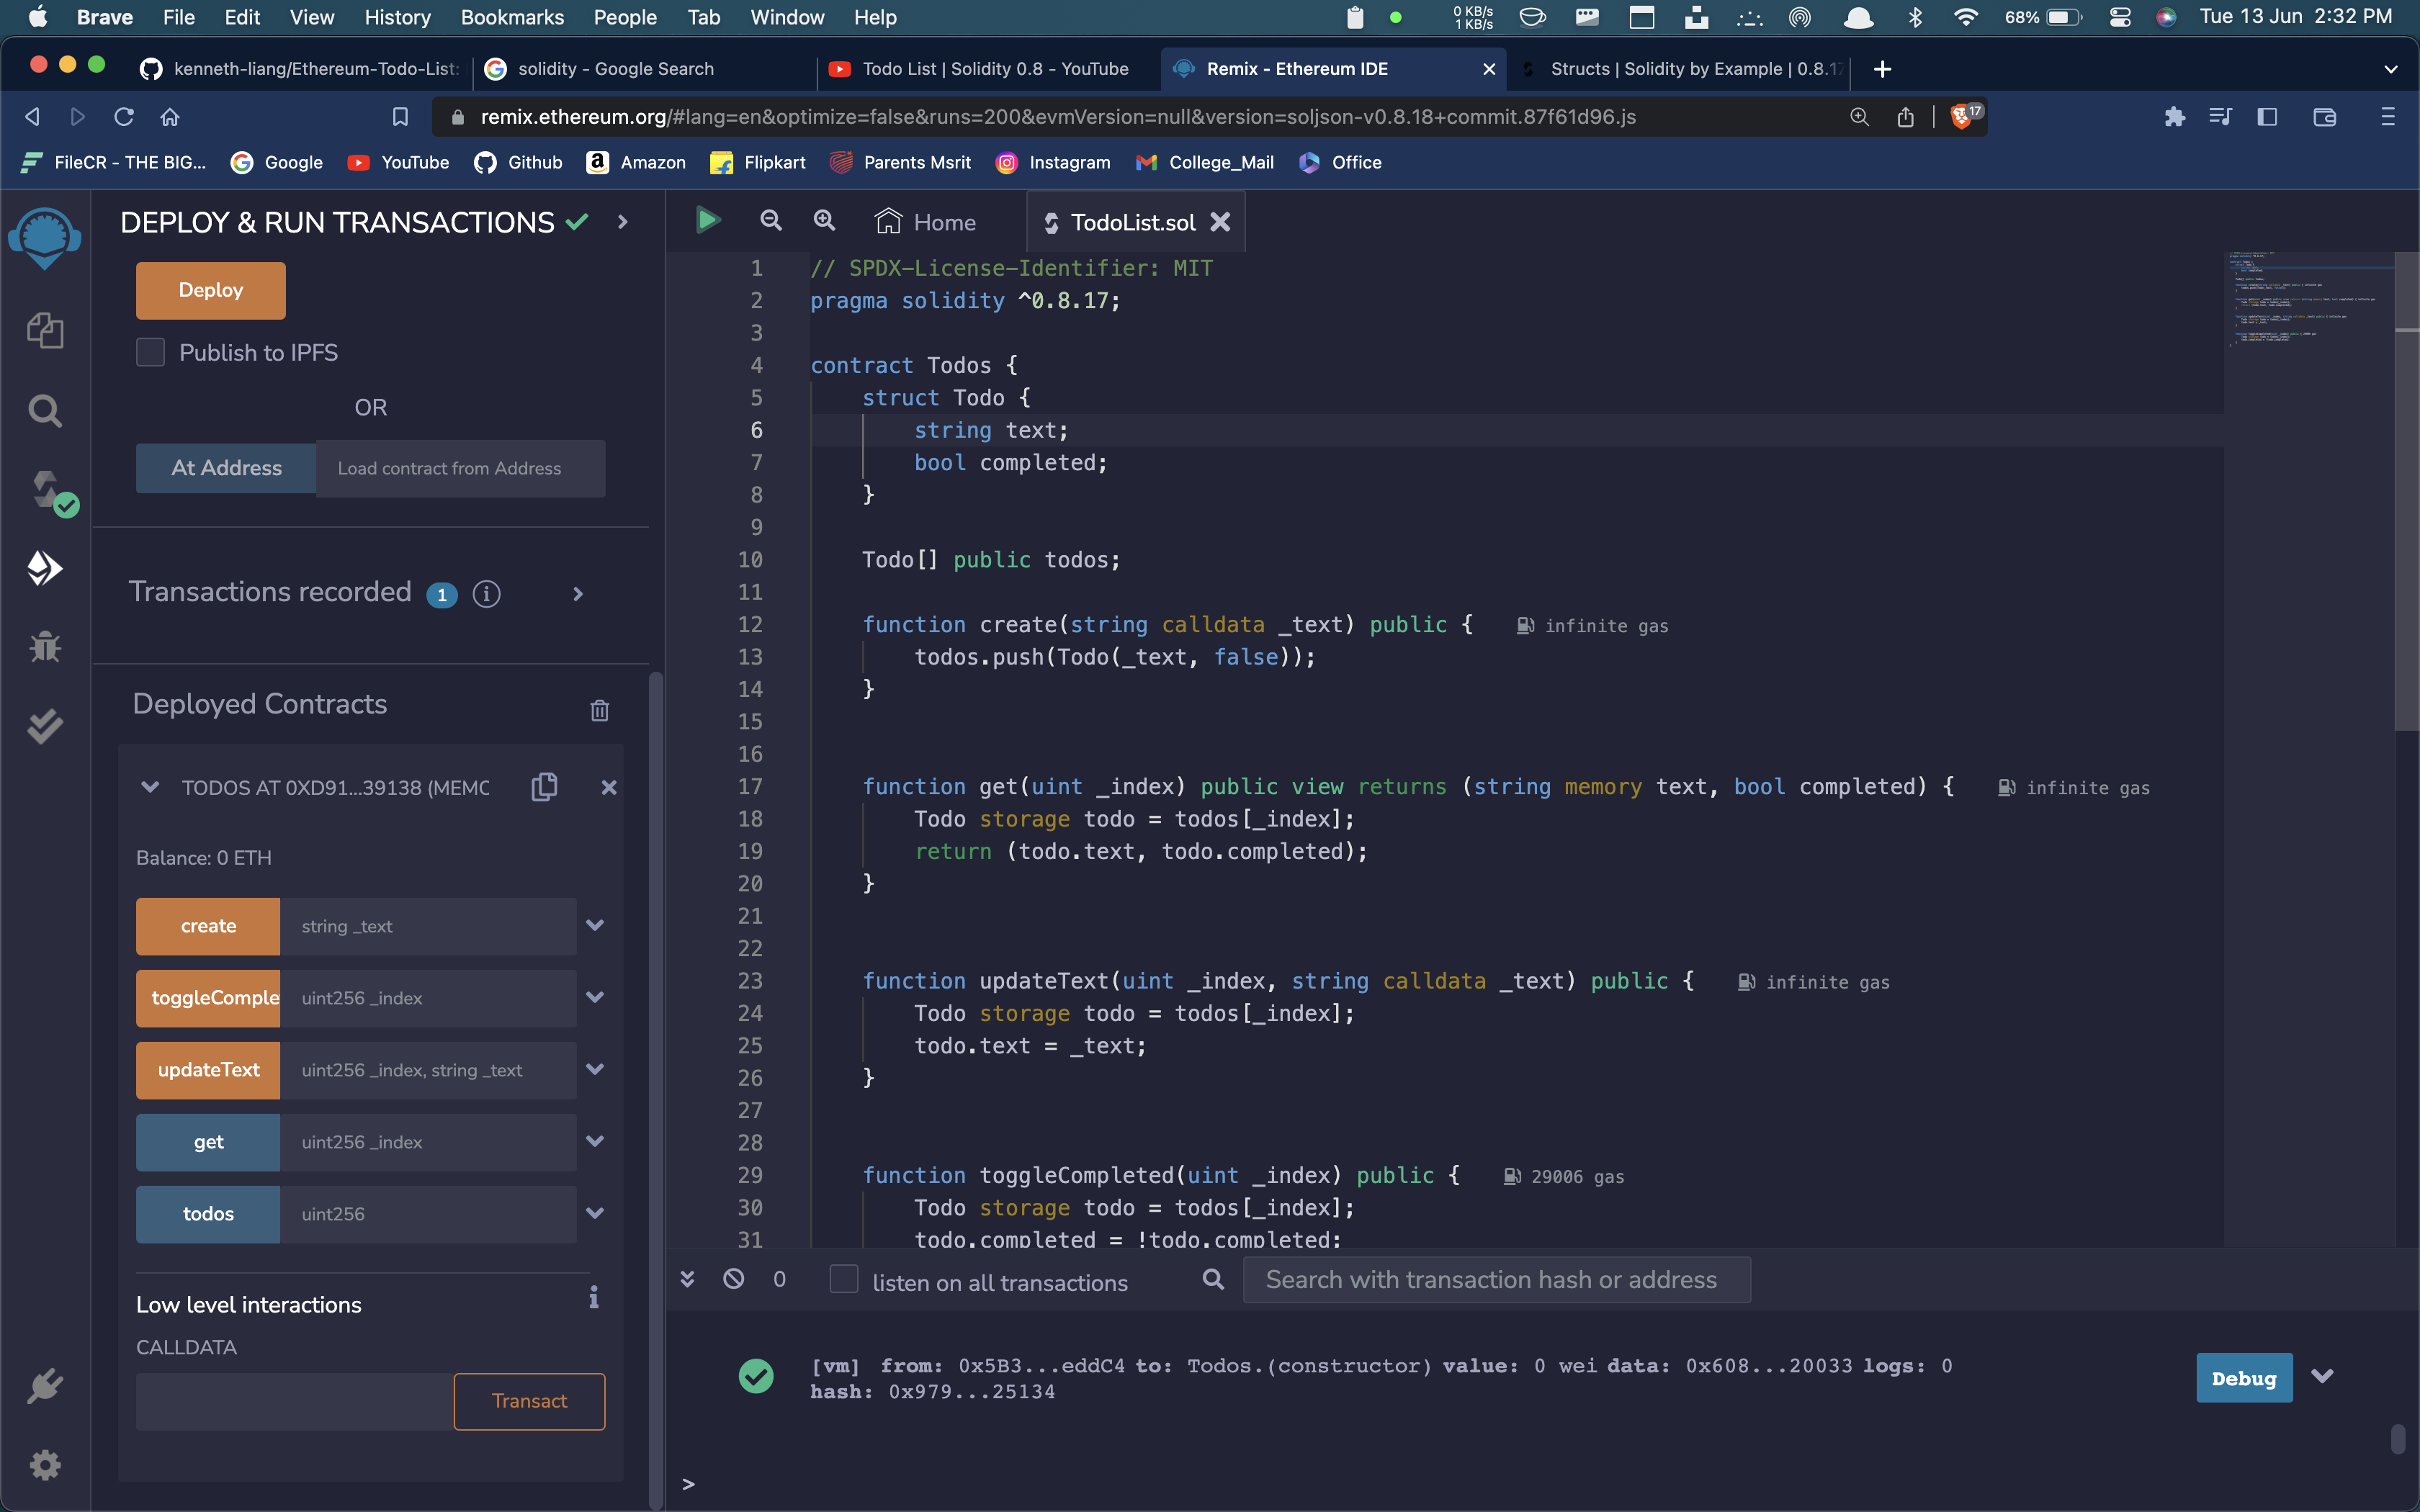 Brave File Edit View History Bookmarks People Tab Window Help 0 KB/s 1 KB/s 68% Tue 13 Jun 2:32 PM
kenneth-liang/Ethereum-Todo-List: solidity - Google Search Todo List | Solidity 0.8 - YouTube Remix - Ethereum IDE Structs | Solidity by Example | 0.8.17
remix.ethereum.org/#lang=en&optimize=false&runs=200&evmVersion=null&version=soljson-v0.8.18+commit.87f61d96.js 17
FileCR - THE BIG... Google YouTube Github Amazon Flipkart Parents Msrit Instagram College_Mail Office
DEPLOY & RUN TRANSACTIONS
Deploy
Publish to IPFS
OR
At Address Load contract from Address
Transactions recorded 1
Deployed Contracts
TODOS AT 0XD91...39138 (MEMC
Balance: 0 ETH
create string _text
toggleComple uint256 _index
updateText uint256 _index, string _text
get uint256 _index
todos uint256
Low level interactions
CALLDATA
Transact
Home TodoList.sol
1 // SPDX-License-Identifier: MIT
2 pragma solidity ^0.8.17;
3
4 contract Todos {
5 struct Todo {
6 string text;
7 bool completed;
8 }
9
10 Todo[] public todos;
11
12 function create(string calldata _text) public { infinite gas
13 todos.push(Todo(_text, false));
14 }
15
16
17 function get(uint _index) public view returns (string memory text, bool completed) { infinite gas
18 Todo storage todo = todos[_index];
19 return (todo.text, todo.completed);
20 }
21
22
23 function updateText(uint _index, string calldata _text) public { infinite gas
24 Todo storage todo = todos[_index];
25 todo.text = _text;
26 }
27
28
29 function toggleCompleted(uint _index) public { 29006 gas
30 Todo storage todo = todos[_index];
31 todo.completed = !todo.completed;
0 listen on all transactions Search with transaction hash or address
[vm] from: 0x5B3...eddC4 to: Todos.(constructor) value: 0 wei data: 0x608...20033 logs: 0
hash: 0x979...25134
Debug
>